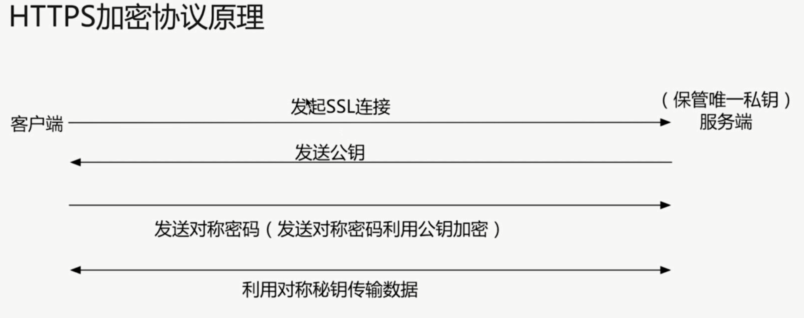 HTTPS加密协议原理
发起SSL连接
（保管唯一私钥）
客户端
服务端
发送公钥
发送对称密码（发送对称密码利用公钥加密）
利用对称秘钥传输数据